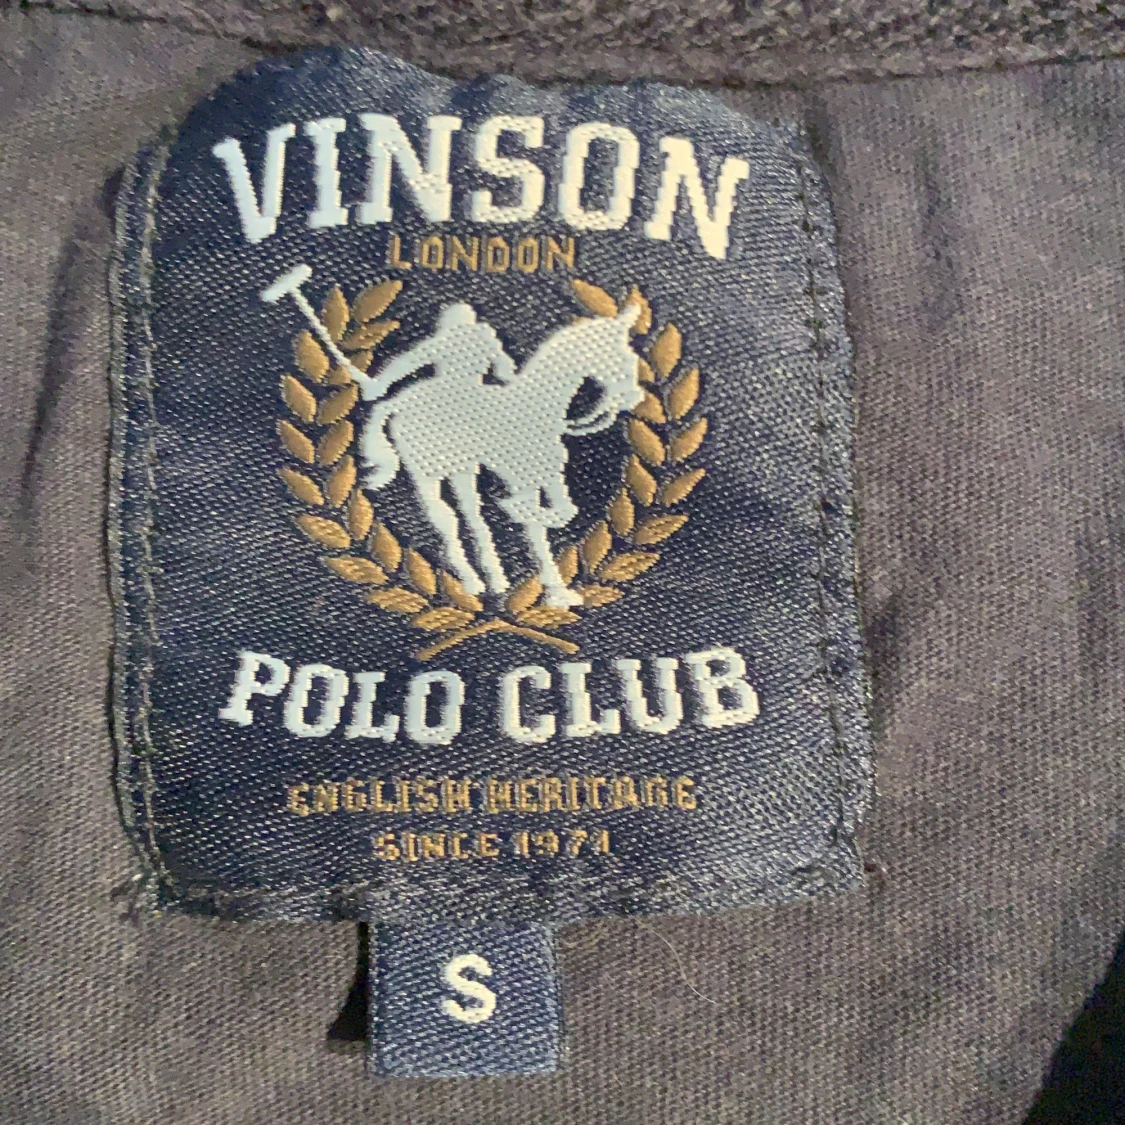 VINSON
LONDON
POLO CLUB
ENGLISH HERITAGE
SINCE 1971
S